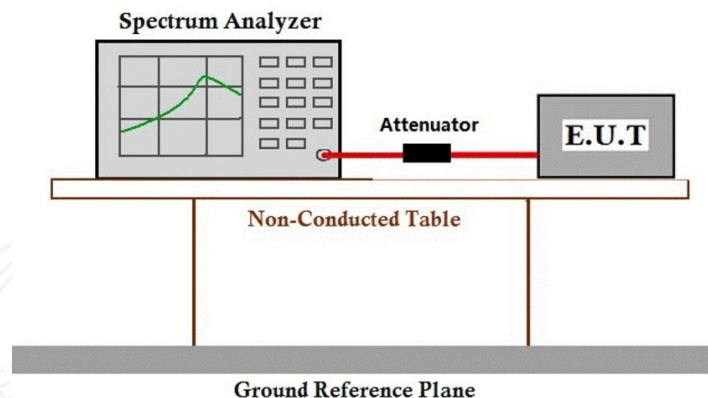 Spectrum Analyzer
Attenuator
E.U.T
Non-Conducted Table
Ground Reference Plane